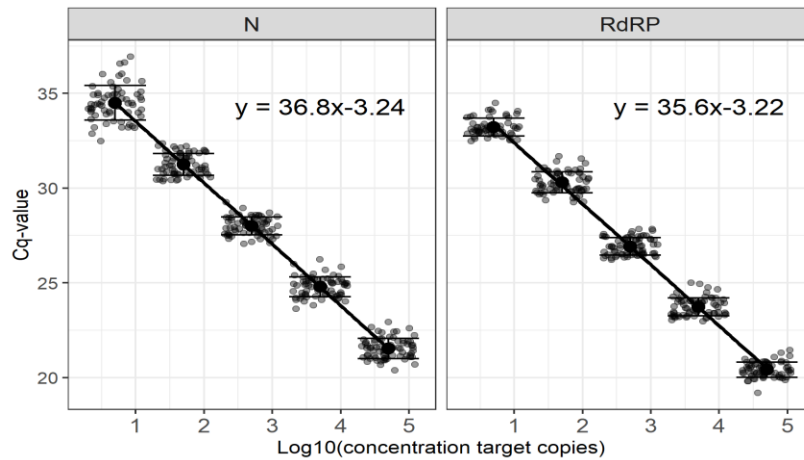 N
RdRP
y = 36.8x-3.24
y = 35.6x-3.22
35
30
25
20
Cq-value
1 2 3 4 5
1 2 3 4 5
Log10(concentration target copies)